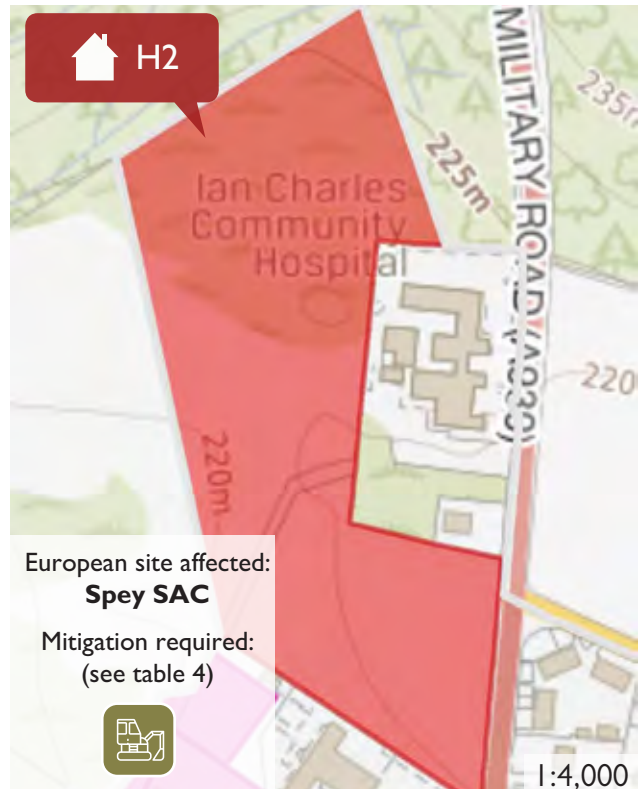 H2
MILITARY ROAD (A939)
235m
225m
Ian Charles
Community
Hospital
220
220m
European site affected:
Spey SAC
Mitigation required:
(see table 4)
1:4,000